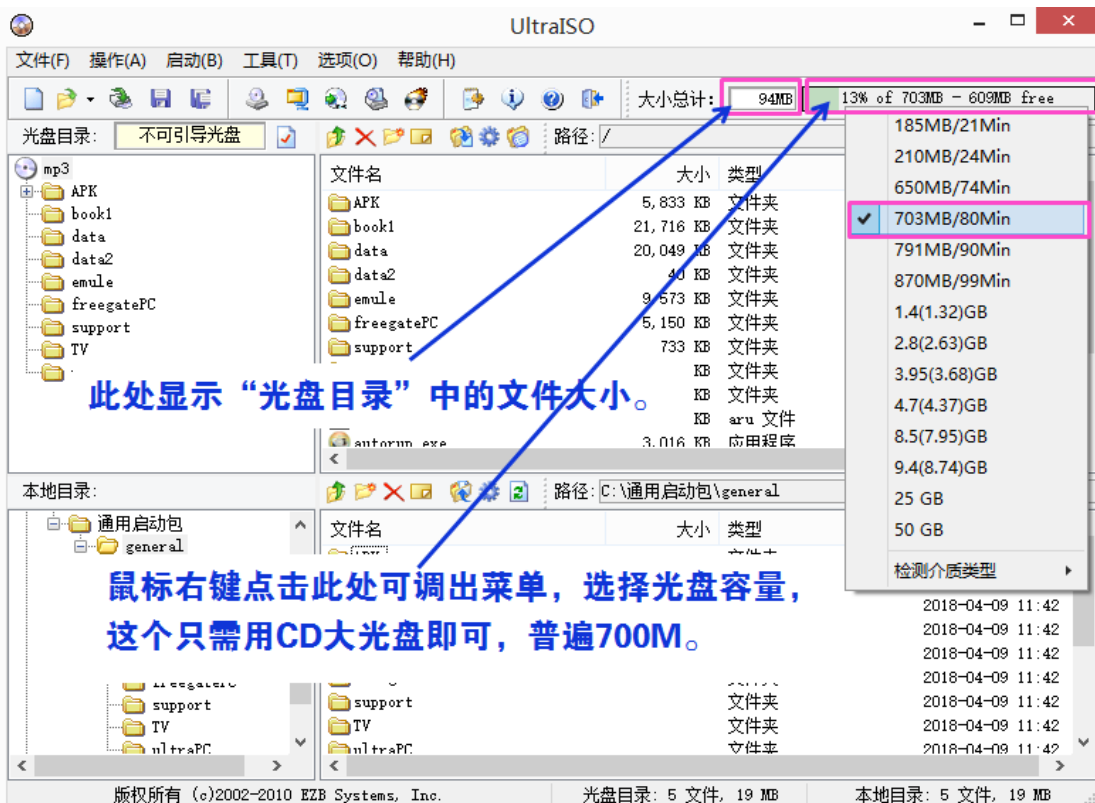 UltraISO
文件(F) 操作(A) 启动(B) 工具(T) 选项(O) 帮助(H)
大小总计: 94MB 13% of 703MB - 609MB free
光盘目录: 不可引导光盘 路径: /
185MB/21Min
210MB/24Min
650MB/74Min
703MB/80Min
791MB/90Min
870MB/99Min
1.4(1.32)GB
2.8(2.63)GB
3.95(3.68)GB
4.7(4.37)GB
8.5(7.95)GB
9.4(8.74)GB
25 GB
50 GB
检测介质类型
mp3
APK
book1
data
data2
emule
freegatePC
support
TV
文件名 大小 类型
APK 5,833 KB 文件夹
book1 21,716 KB 文件夹
data 20,049 KB 文件夹
data2 40 KB 文件夹
emule 9,573 KB 文件夹
freegatePC 5,150 KB 文件夹
support 733 KB 文件夹
KB 文件夹
KB 文件夹
KB aru 文件
autorun.exe 3,016 KB 应用程序
此处显示“光盘目录”中的文件大小。
本地目录: 路径: C:\通用启动包\general
通用启动包
general
文件名 大小 类型
鼠标右键点击此处可调出菜单，选择光盘容量，
这个只需用CD大光盘即可，普遍700M。
2018-04-09 11:42
2018-04-09 11:42
2018-04-09 11:42
2018-04-09 11:42
support
TV
ultraPC
support 文件夹 2018-04-09 11:42
TV 文件夹 2018-04-09 11:42
ultraPC 文件夹 2018-04-09 11:42
版权所有 (c)2002-2010 EZB Systems, Inc. 光盘目录: 5 文件, 19 MB 本地目录: 5 文件, 19 MB